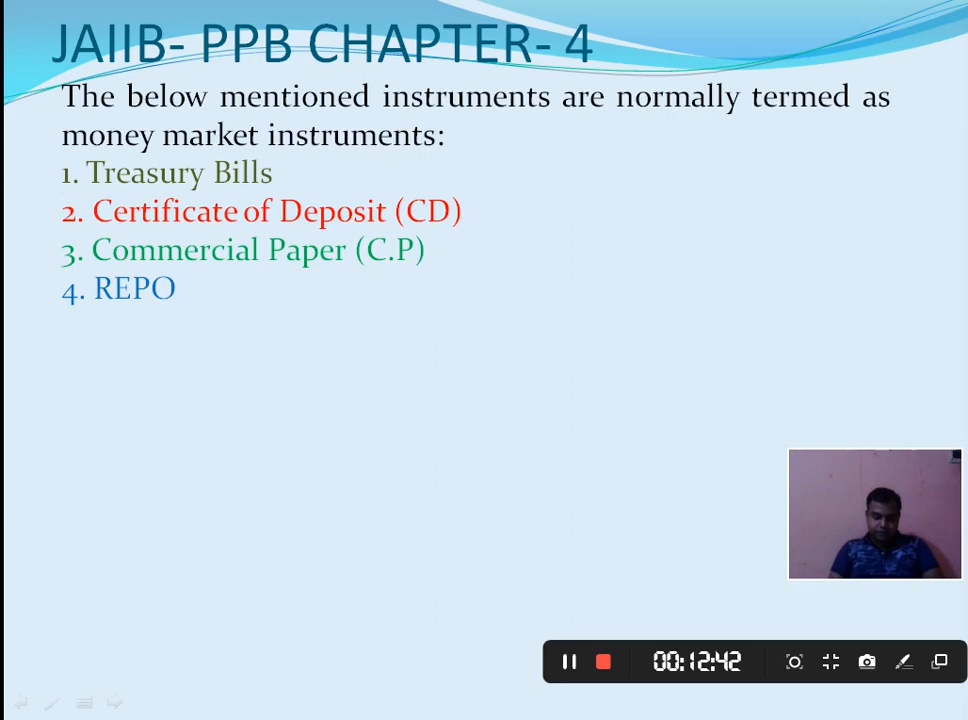 JAIIB- PPB CHAPTER- 4
The below mentioned instruments are normally termed as
money market instruments:
1. Treasury Bills
2. Certificate of Deposit (CD)
3. Commercial Paper (C.P)
4. REPO
00:12:42